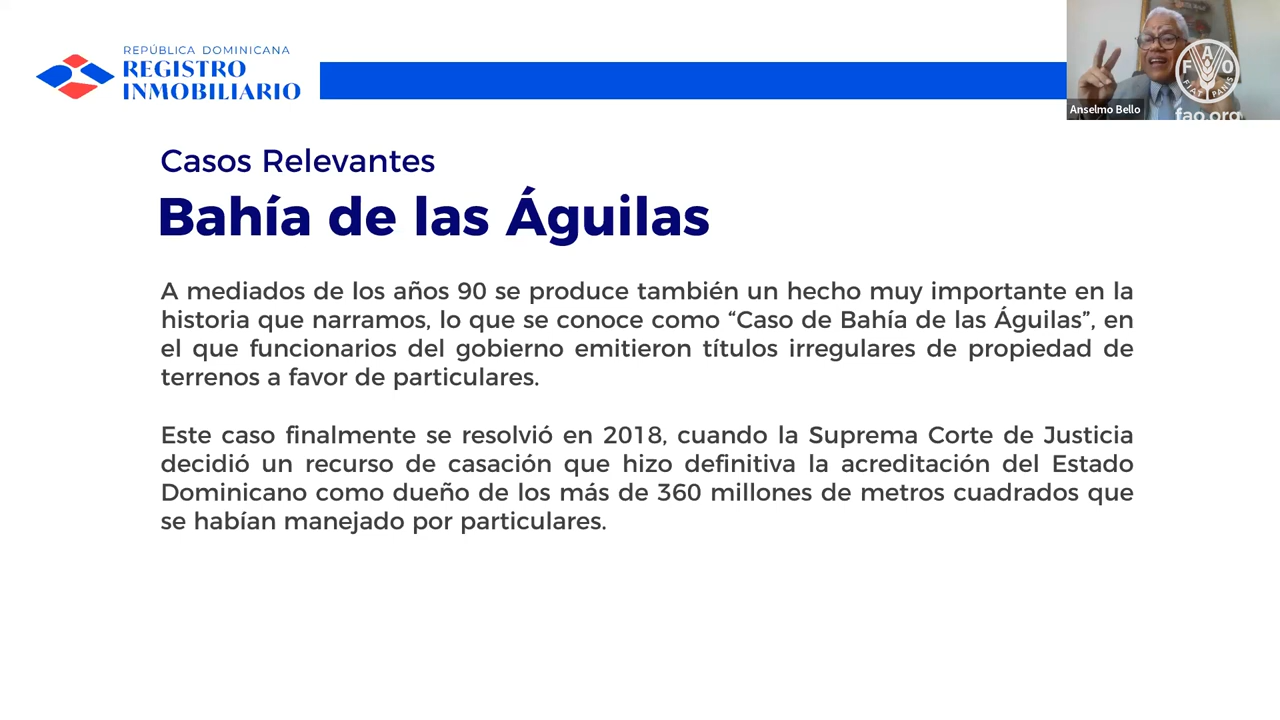 REPÚBLICA DOMINICANA
REGISTRO
INMOBILIARIO
Anselmo Bello
F A O
FIAT PANIS
fao.org
Casos Relevantes
Bahía de las Águilas
A mediados de los años 90 se produce también un hecho muy importante en la
historia que narramos, lo que se conoce como “Caso de Bahía de las Águilas”, en
el que funcionarios del gobierno emitieron títulos irregulares de propiedad de
terrenos a favor de particulares.
Este caso finalmente se resolvió en 2018, cuando la Suprema Corte de Justicia
decidió un recurso de casación que hizo definitiva la acreditación del Estado
Dominicano como dueño de los más de 360 millones de metros cuadrados que
se habían manejado por particulares.